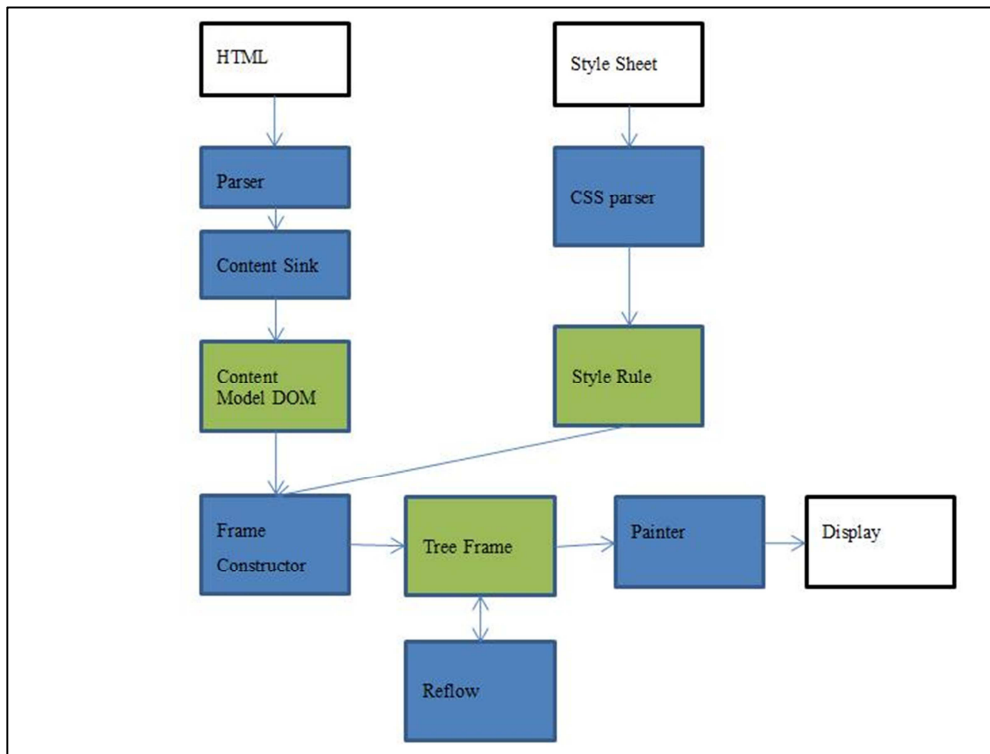 HTML
Style Sheet
Parser
CSS parser
Content Sink
Content
Model DOM
Style Rule
Frame
Constructor
Tree Frame
Painter
Display
Reflow